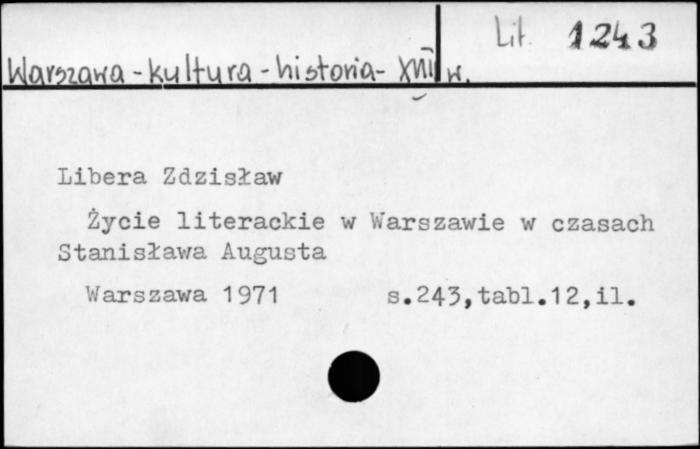 Lit. 1243
Warszawa - kultura - historia - XVIII w.
Libera Zdzisław
Życie literackie w Warszawie w czasach
Stanisława Augusta
Warszawa 1971 s.243,tabl.12,il.